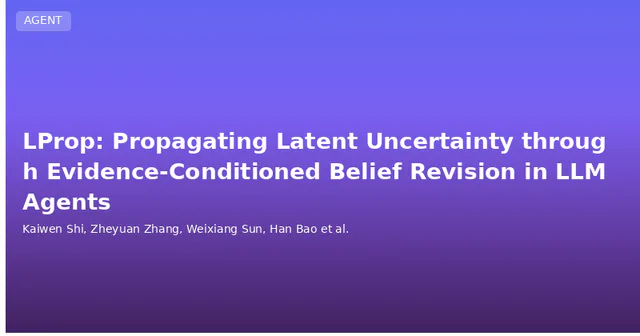 AGENT
LProp: Propagating Latent Uncertainty throug
h Evidence-Conditioned Belief Revision in LLM
Agents
Kaiwen Shi, Zheyuan Zhang, Weixiang Sun, Han Bao et al.